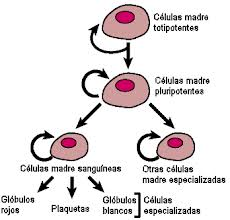 Células madre
totipotentes
Células madre
pluripotentes
Células madre sanguíneas
Otras células
madre especializadas
Glóbulos
rojos
Plaquetas
Glóbulos
blancos
Células
especializadas